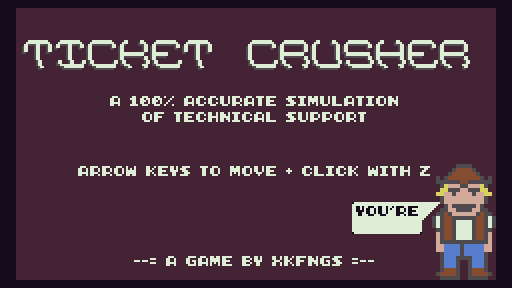 TICKET CRUSHER
A 100% ACCURATE SIMULATION
OF TECHNICAL SUPPORT
ARROW KEYS TO MOVE + CLICK WITH Z
YOU'RE
--= A GAME BY XKFNGS =--